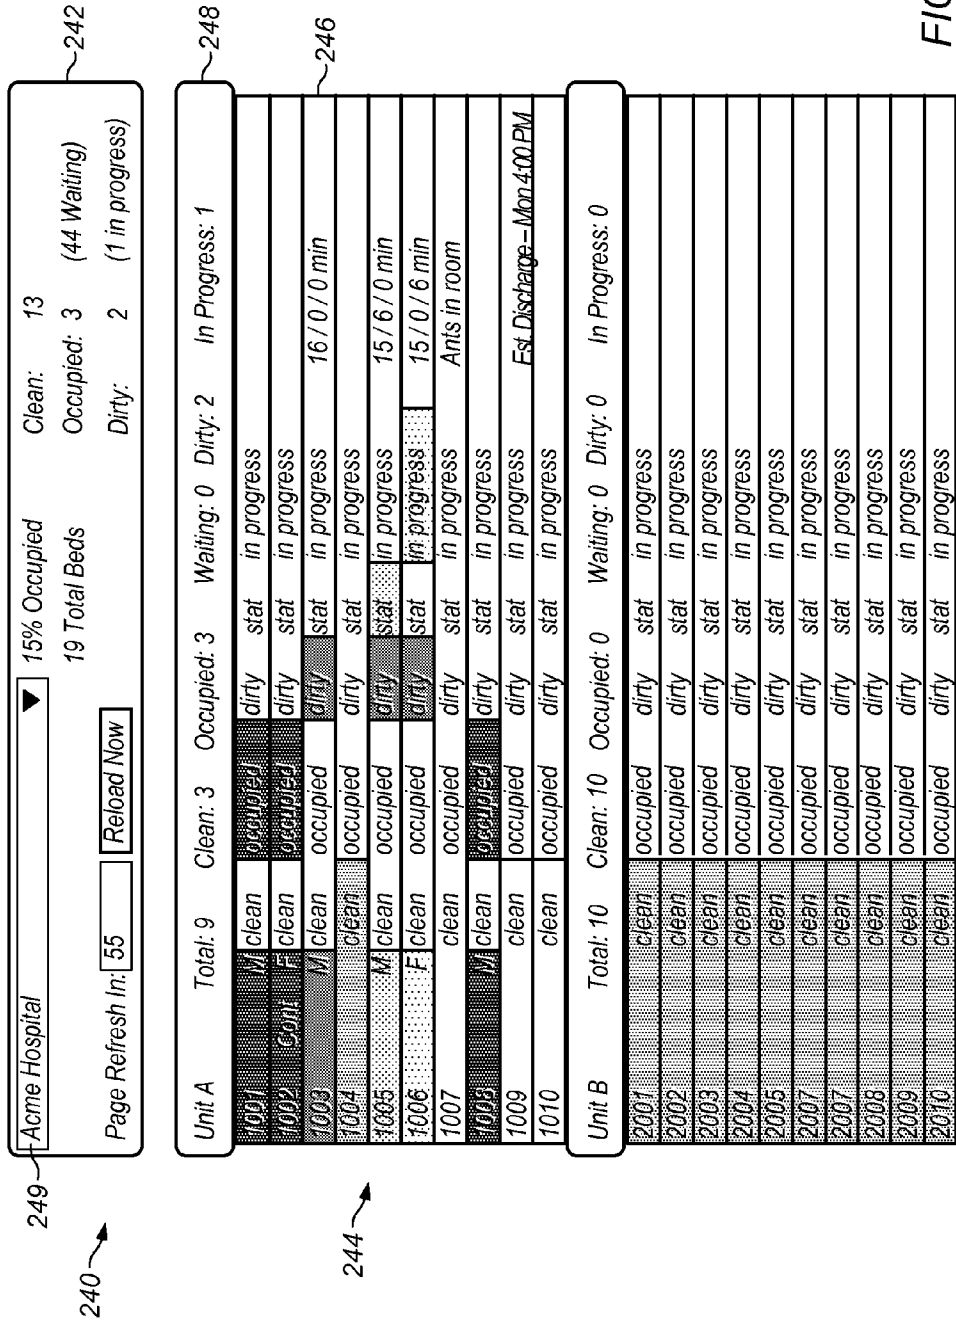 249 Acme Hospital ▼ 15% Occupied Clean: 13
242
19 Total Beds Occupied: 3 (44 Waiting)
240
Page Refresh In: 55 Reload Now Dirty: 2 (1 in progress)
Unit A Total: 9 Clean: 3 Occupied: 3 Waiting: 0 Dirty: 2 In Progress: 1
248
1001 M clean occupied dirty stat in progress
1002 Cont F clean occupied dirty stat in progress
1003 M clean occupied dirty stat in progress 16 / 0 / 0 min
246
1004 clean occupied dirty stat in progress
244
1005 M clean occupied dirty stat in progress 15 / 6 / 0 min
1006 F clean occupied dirty stat in progress 15 / 0 / 6 min
1007 clean occupied dirty stat in progress Ants in room
1008 M clean occupied dirty stat in progress
1009 clean occupied dirty stat in progress Est. Discharge – Mon 4:00 PM
1010 clean occupied dirty stat in progress
Unit B Total: 10 Clean: 10 Occupied: 0 Waiting: 0 Dirty: 0 In Progress: 0
2001 clean occupied dirty stat in progress
2002 clean occupied dirty stat in progress
2003 clean occupied dirty stat in progress
2004 clean occupied dirty stat in progress
2005 clean occupied dirty stat in progress
2007 clean occupied dirty stat in progress
2007 clean occupied dirty stat in progress
2008 clean occupied dirty stat in progress
2009 clean occupied dirty stat in progress
2010 clean occupied dirty stat in progress